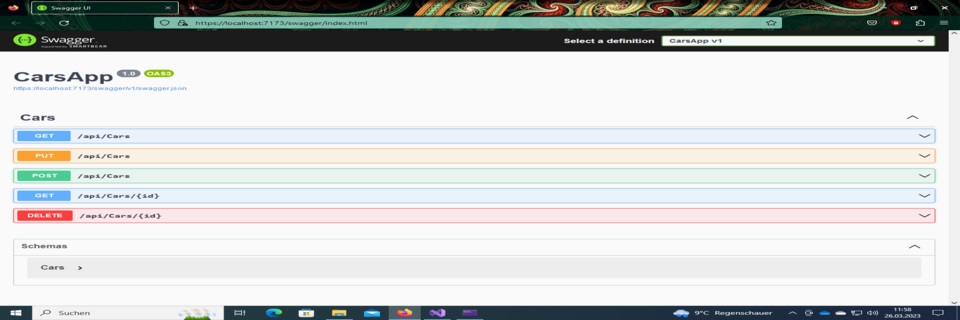 Swagger UI
https://localhost:7173/swagger/index.html
Swagger
Supported by SMARTBEAR
Select a definition
CarsApp v1
CarsApp 1.0 OAS3
https://localhost:7173/swagger/v1/swagger.json
Cars
GET /api/Cars
PUT /api/Cars
POST /api/Cars
GET /api/Cars/{id}
DELETE /api/Cars/{id}
Schemas
Cars >
Suchen
9°C Regenschauer
11:58
26.03.2023